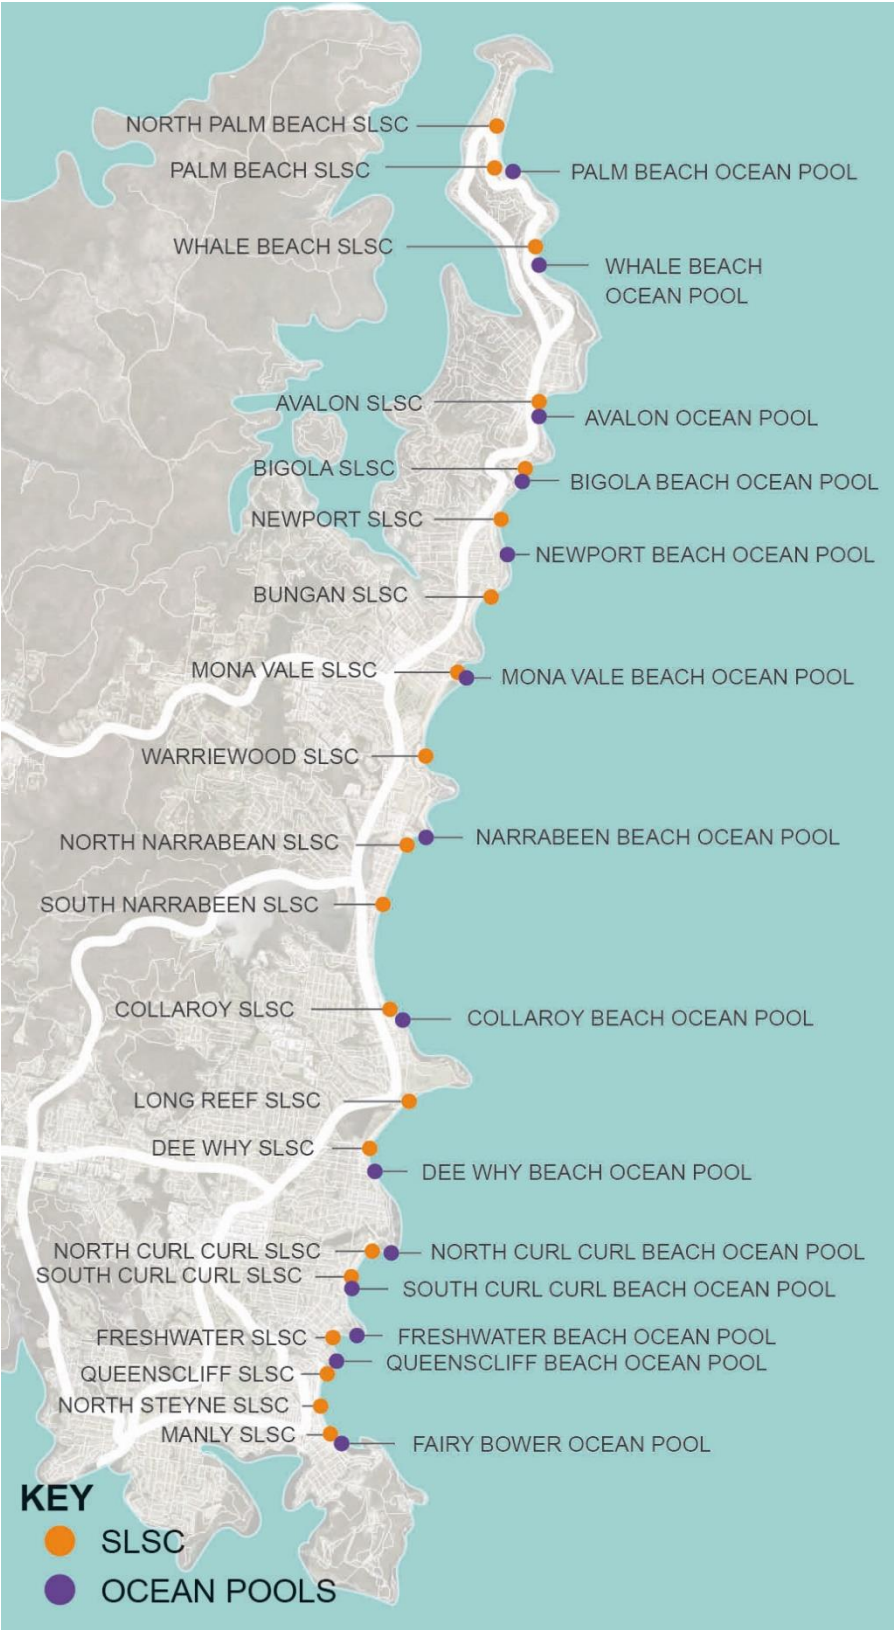 NORTH PALM BEACH SLSC
PALM BEACH SLSC
PALM BEACH OCEAN POOL
WHALE BEACH SLSC
WHALE BEACH
OCEAN POOL
AVALON SLSC
AVALON OCEAN POOL
BIGOLA SLSC
BIGOLA BEACH OCEAN POOL
NEWPORT SLSC
NEWPORT BEACH OCEAN POOL
BUNGAN SLSC
MONA VALE SLSC
MONA VALE BEACH OCEAN POOL
WARRIEWOOD SLSC
NORTH NARRABEAN SLSC
NARRABEEN BEACH OCEAN POOL
SOUTH NARRABEEN SLSC
COLLAROY SLSC
COLLAROY BEACH OCEAN POOL
LONG REEF SLSC
DEE WHY SLSC
DEE WHY BEACH OCEAN POOL
NORTH CURL CURL SLSC
NORTH CURL CURL BEACH OCEAN POOL
SOUTH CURL CURL SLSC
SOUTH CURL CURL BEACH OCEAN POOL
FRESHWATER SLSC
FRESHWATER BEACH OCEAN POOL
QUEENSCLIFF BEACH OCEAN POOL
QUEENSCLIFF SLSC
NORTH STEYNE SLSC
MANLY SLSC
FAIRY BOWER OCEAN POOL
KEY
SLSC
OCEAN POOLS